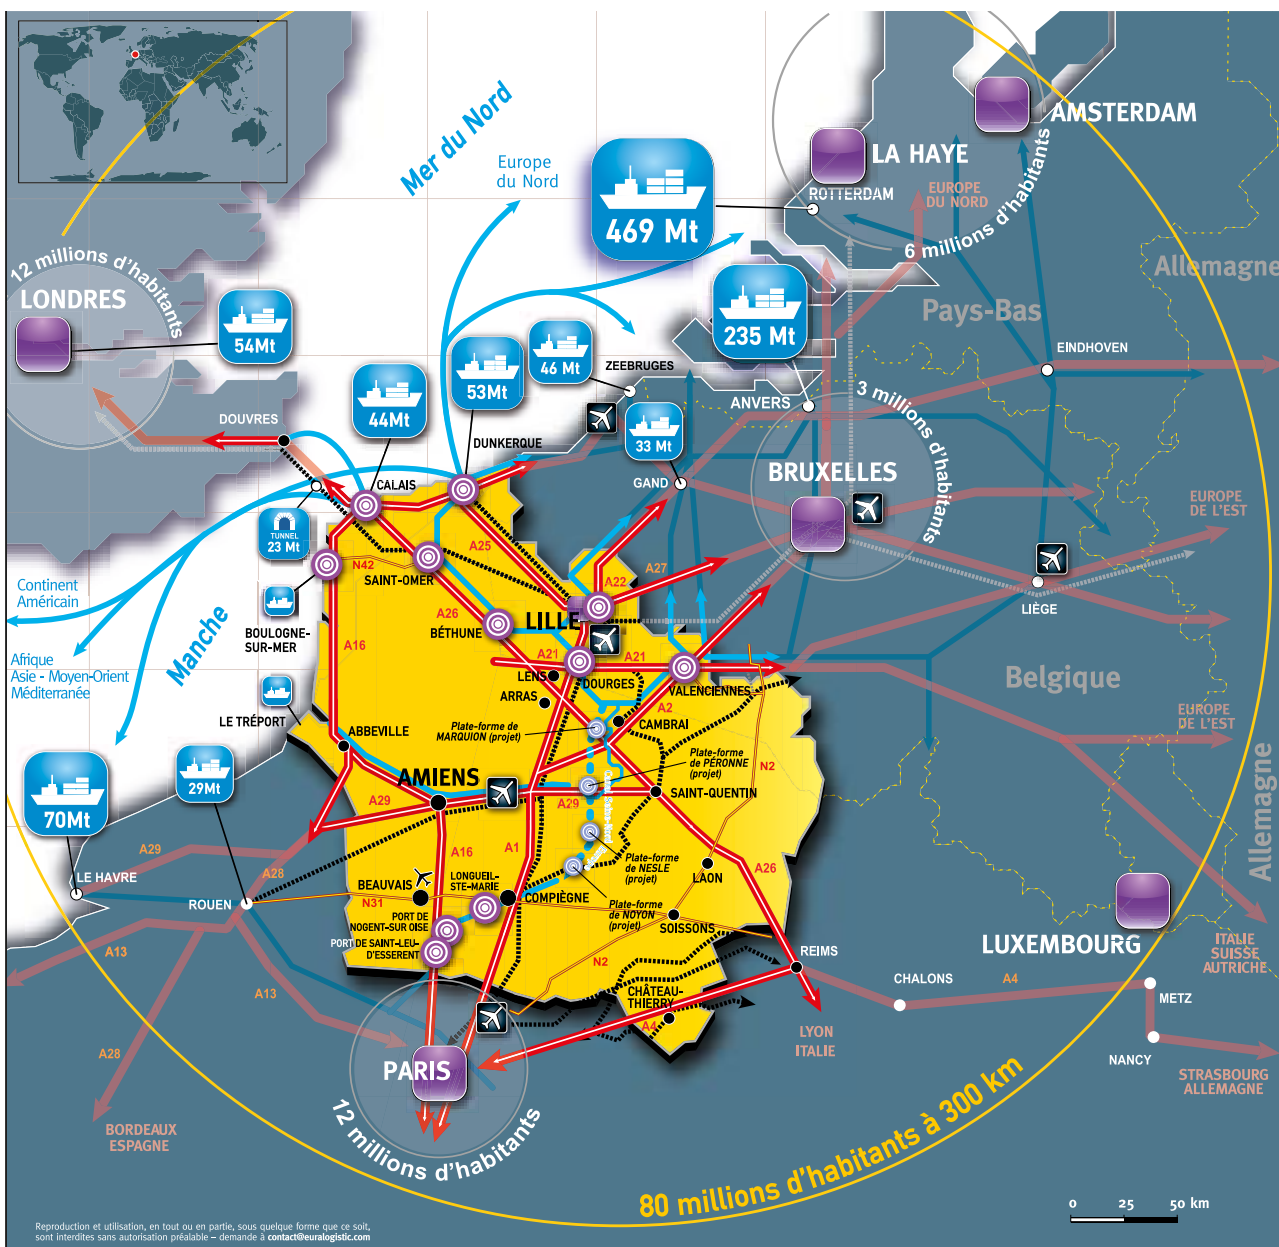 Mer du Nord
Europe
du Nord
469 Mt
AMSTERDAM
LA HAYE
ROTTERDAM
EUROPE
DU NORD
6 millions d'habitants
12 millions d'habitants
LONDRES
54Mt
235 Mt
Pays-Bas
Allemagne
46 Mt
ZEEBRUGES
EINDHOVEN
53Mt
44Mt
ANVERS
3 millions d'habitants
DOUVRES
DUNKERQUE
33 Mt
BRUXELLES
CALAIS
GAND
EUROPE
DE L'EST
TUNNEL
23 Mt
A25
N42
SAINT-OMER
A27
A22
LIÈGE
Continent
Américain
Manche
BOULOGNE-
SUR-MER
A26
BÉTHUNE
LILLE
A16
Afrique
Asie - Moyen-Orient
Méditerranée
A21
A21
LENS
DOURGES
VALENCIENNES
Belgique
ARRAS
LE TRÉPORT
A2
CAMBRAI
EUROPE
DE L'EST
Plate-forme de
MARQUION (projet)
ABBEVILLE
Plate-forme
de PÉRONNE
(projet)
N2
29Mt
AMIENS
70Mt
A29
A29
SAINT-QUENTIN
Canal Seine-Nord
Allemagne
A29
A16
A1
Plate-forme
de NESLE
(projet)
A26
A28
LE HAVRE
BEAUVAIS
LONGUEIL-
STE-MARIE
LAON
ROUEN
N31
COMPIÈGNE
Plate-forme
de NOYON
(projet)
PORT DE
NOGENT-SUR OISE
SOISSONS
PORT DE SAINT-LEU-
D'ESSERENT
LUXEMBOURG
ITALIE
SUISSE
AUTRICHE
A13
REIMS
N2
CHALONS
A4
A13
CHÂTEAU-
THIERRY
METZ
A4
LYON
ITALIE
A28
PARIS
NANCY
STRASBOURG
ALLEMAGNE
12 millions d'habitants
BORDEAUX
ESPAGNE
80 millions d'habitants à 300 km
0 25 50 km
Reproduction et utilisation, en tout ou en partie, sous quelque forme que ce soit,
sont interdites sans autorisation préalable – demande à contact@euralogistic.com